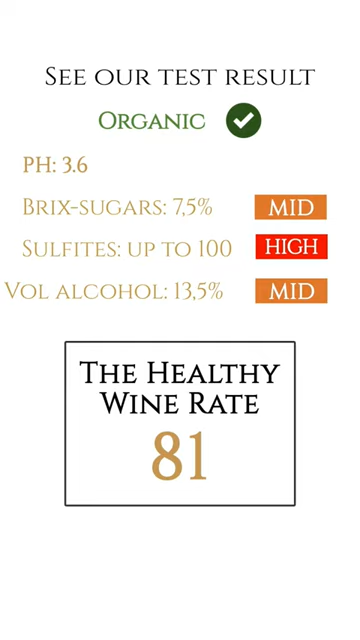 See our test result
Organic
PH: 3.6
Brix-sugars: 7,5% MID
Sulfites: up to 100 HIGH
Vol alcohol: 13,5% MID
The Healthy
Wine Rate
81